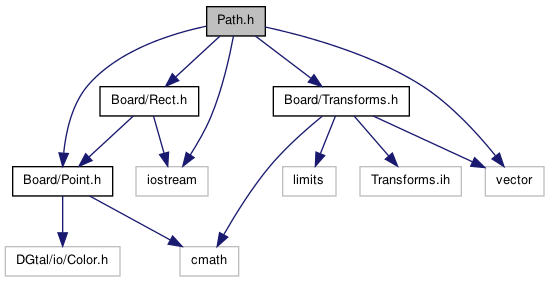 Path.h
Board/Rect.h
Board/Transforms.h
Board/Point.h
iostream
limits
Transforms.ih
vector
DGtal/io/Color.h
cmath